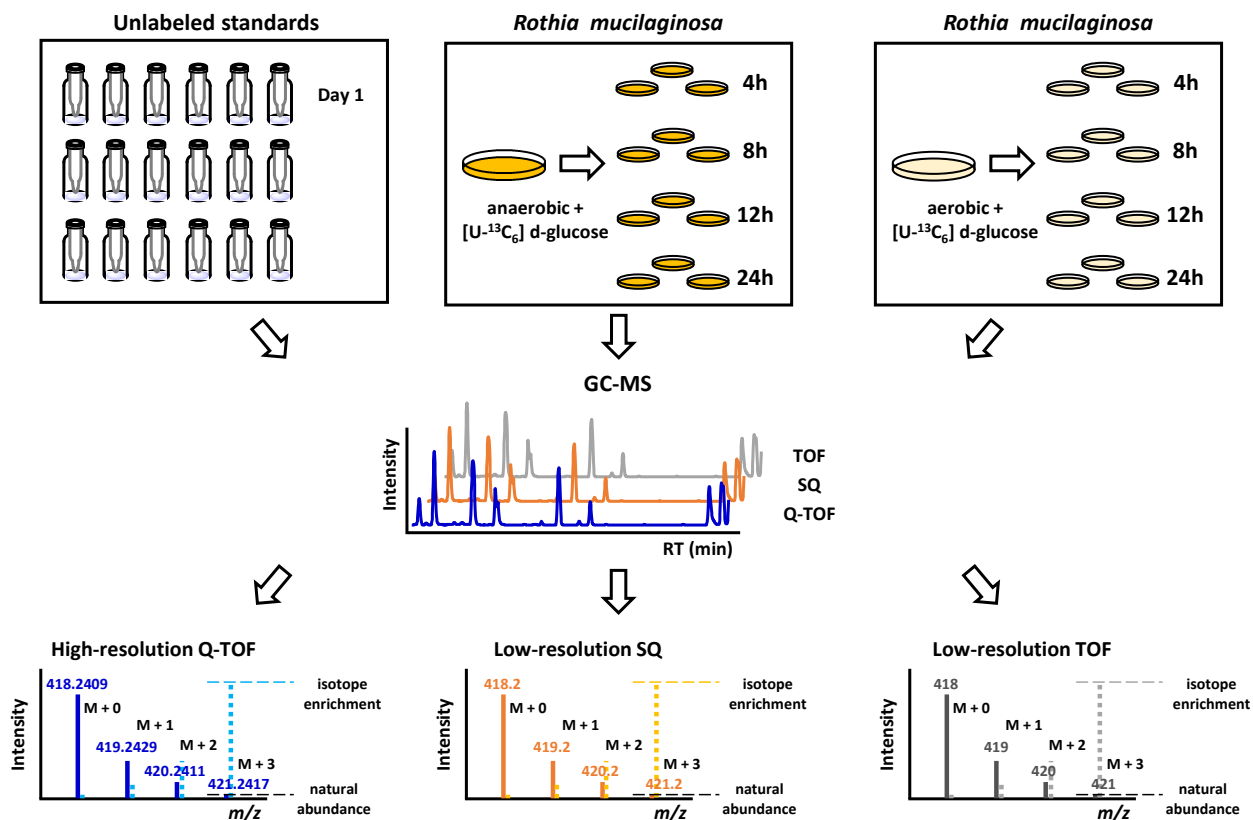 Unlabeled standards
Day 1
Rothia mucilaginosa
4h
8h
12h
24h
anaerobic +
[U-¹³C₆] d-glucose
Rothia mucilaginosa
4h
8h
12h
24h
aerobic +
[U-¹³C₆] d-glucose
GC-MS
Intensity
TOF
SQ
Q-TOF
RT (min)
High-resolution Q-TOF
Intensity
418.2409
M + 0
M + 1
419.2429
M + 2
420.2411
M + 3
421.2417
isotope
enrichment
natural
abundance
m/z
Low-resolution SQ
Intensity
418.2
M + 0
M + 1
419.2
M + 2
420.2
M + 3
421.2
isotope
enrichment
natural
abundance
m/z
Low-resolution TOF
Intensity
418
M + 0
M + 1
419
M + 2
420
M + 3
421
isotope
enrichment
natural
abundance
m/z